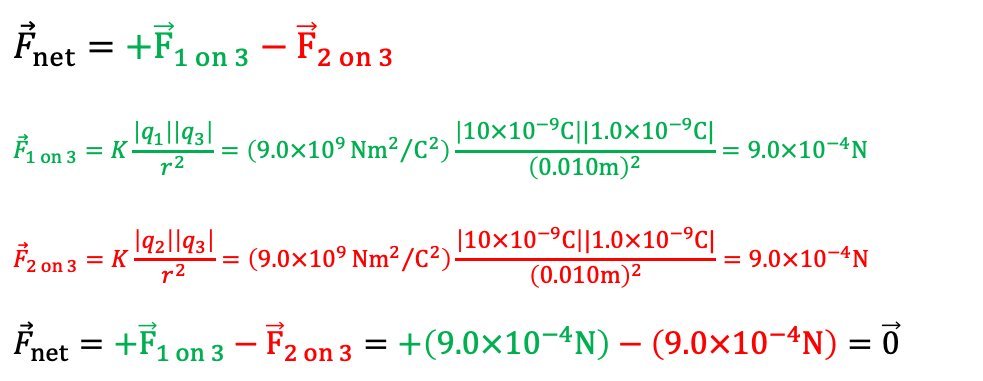 F⃗net = +F⃗1 on 3 − F⃗2 on 3
F⃗1 on 3 = K |q1||q3| / r² = (9.0×10⁹ Nm²/C²) |10×10⁻⁹C||1.0×10⁻⁹C| / (0.010m)² = 9.0×10⁻⁴N
F⃗2 on 3 = K |q2||q3| / r² = (9.0×10⁹ Nm²/C²) |10×10⁻⁹C||1.0×10⁻⁹C| / (0.010m)² = 9.0×10⁻⁴N
F⃗net = +F⃗1 on 3 − F⃗2 on 3 = +(9.0×10⁻⁴N) − (9.0×10⁻⁴N) = 0⃗